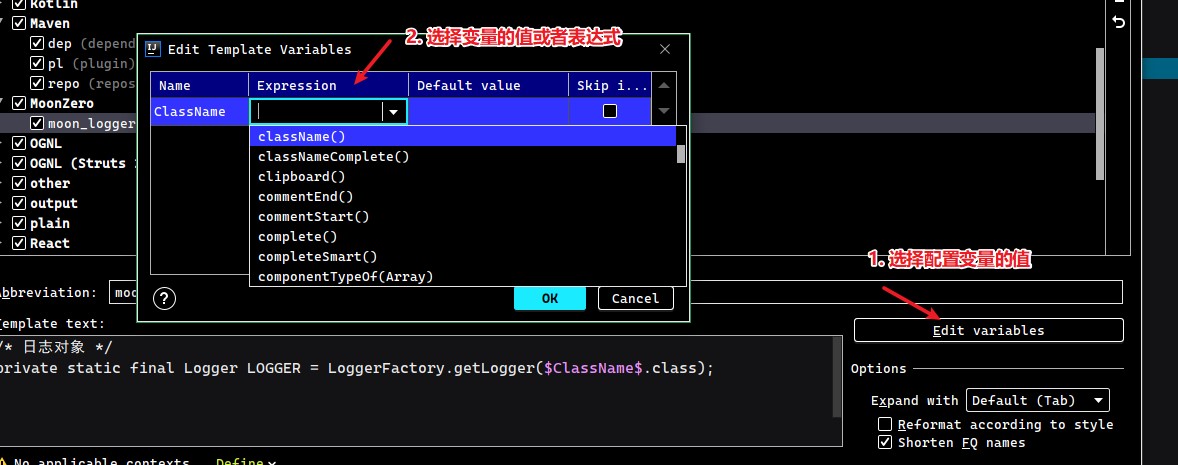 Kotlin
Maven
dep (depend
pl (plugin)
repo (repos
MoonZero
moon_logger
OGNL
OGNL (Struts
other
output
plain
React
2. 选择变量的值或者表达式
Edit Template Variables
Name Expression Default value Skip i...
ClassName
className()
classNameComplete()
clipboard()
commentEnd()
commentStart()
complete()
completeSmart()
componentTypeOf(Array)
? OK Cancel
1. 选择配置变量的值
Abbreviation: moo
Edit variables
Template text:
/* 日志对象 */
private static final Logger LOGGER = LoggerFactory.getLogger($ClassName$.class);
Options
Expand with Default (Tab)
Reformat according to style
Shorten FQ names
No applicable contexts. Define